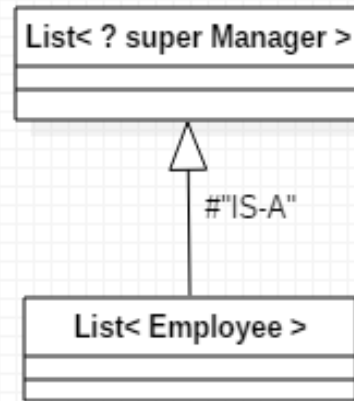 List< ? super Manager >
#"IS-A"
List< Employee >